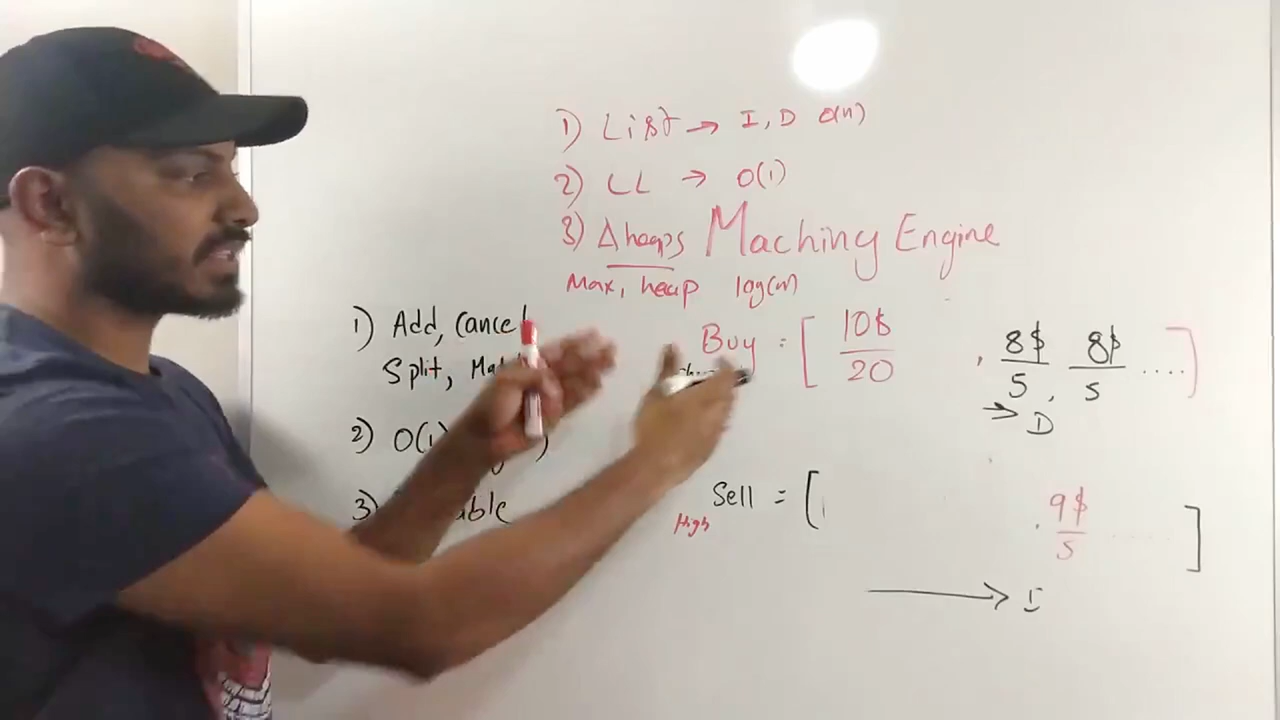 1) List → I, D O(n)
2) LL → O(1)
3) Δ heaps Maching Engine
Max, heap log(n)
1) Add, Cancel
Split,
2) O(1)
3)
Buy = [ 10$/20 , 8$/5 , 8$/5 ....]
→ D
Sell = [ . 9$/5 ...... ]
High
→ I